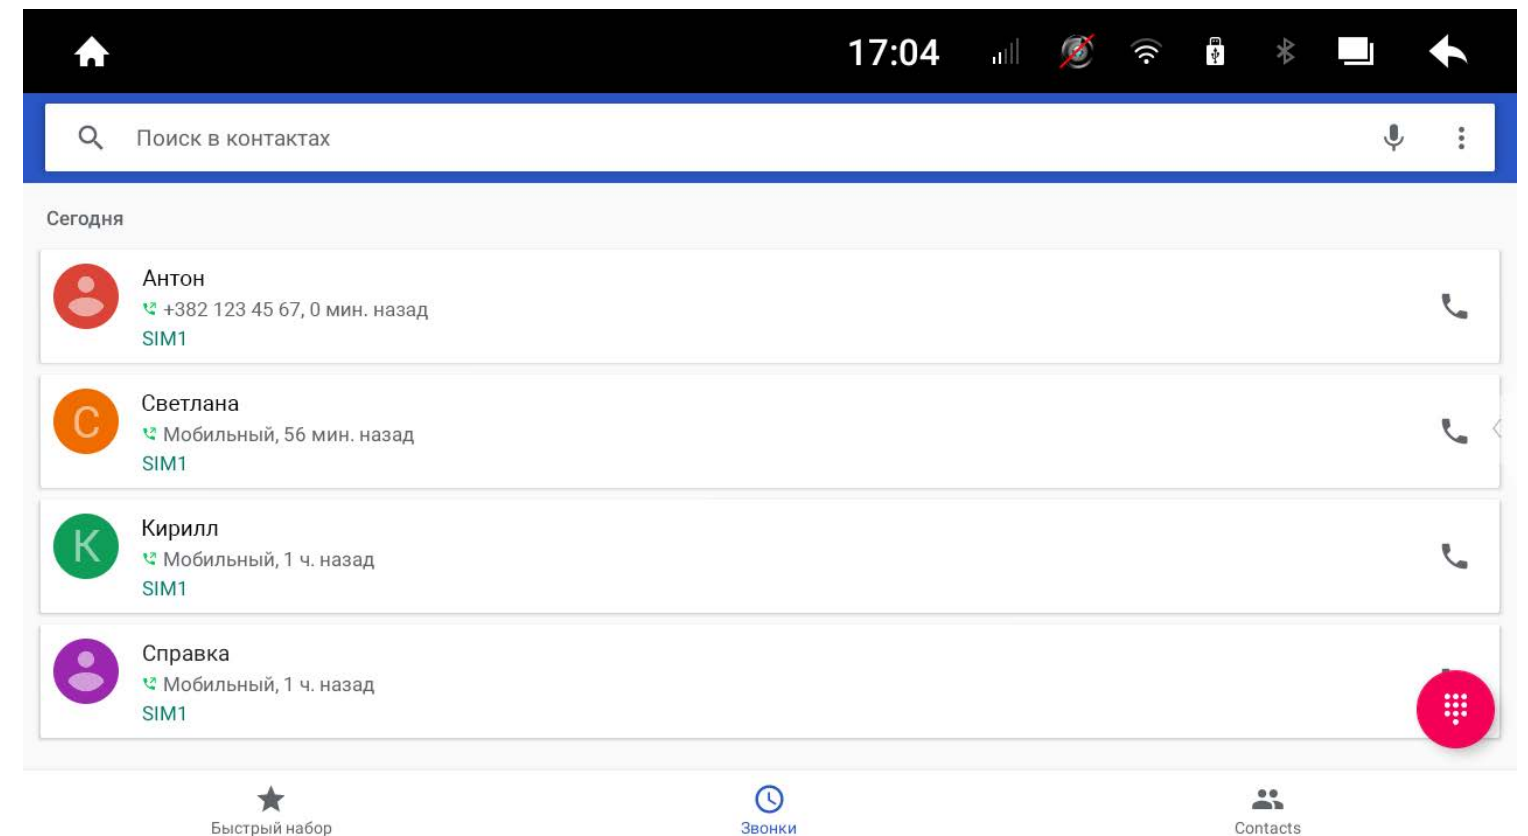 17:04
Поиск в контактах
Сегодня
Антон
+382 123 45 67, 0 мин. назад
SIM1
С
Светлана
Мобильный, 56 мин. назад
SIM1
К
Кирилл
Мобильный, 1 ч. назад
SIM1
Справка
Мобильный, 1 ч. назад
SIM1
Быстрый набор
Звонки
Contacts